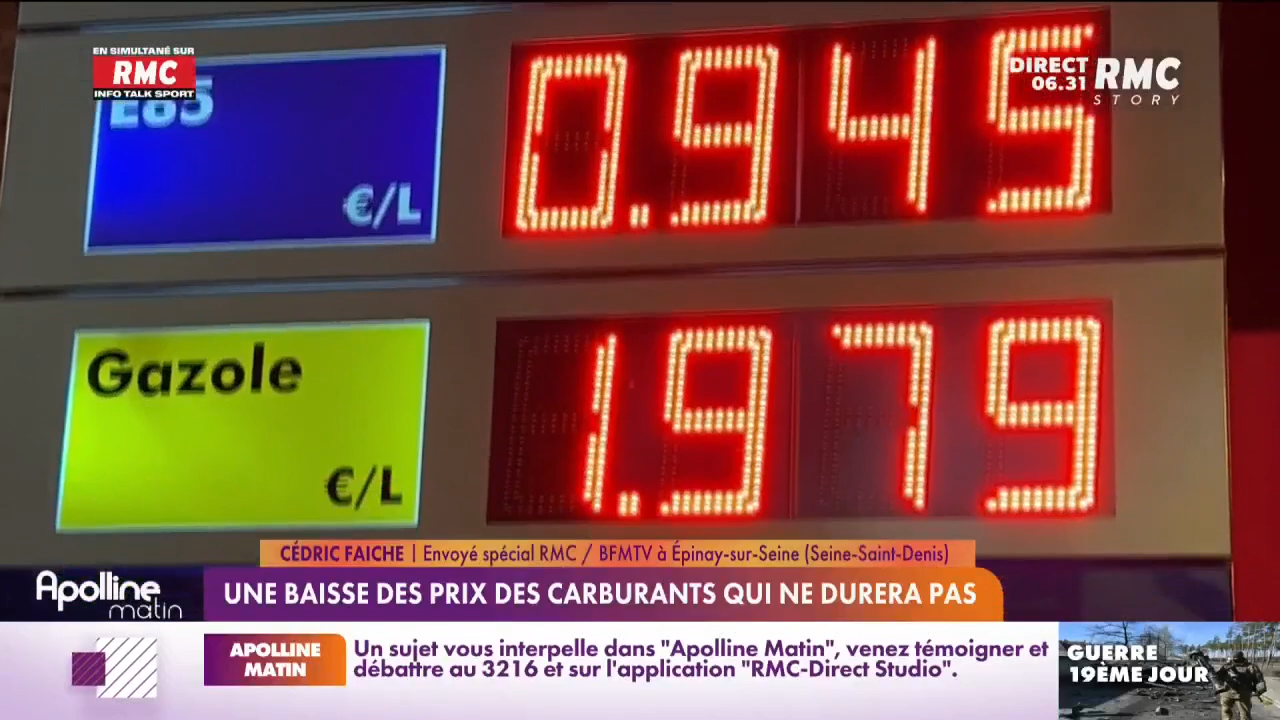 EN SIMULTANÉ SUR
RMC
INFO TALK SPORT
DIRECT
06.31
RMC
STORY
E85
€/L
0.945
Gazole
€/L
1.979
CÉDRIC FAICHE | Envoyé spécial RMC / BFMTV à Épinay-sur-Seine (Seine-Saint-Denis)
Apolline
matin
UNE BAISSE DES PRIX DES CARBURANTS QUI NE DURERA PAS
APOLLINE
MATIN
Un sujet vous interpelle dans "Apolline Matin", venez témoigner et
débattre au 3216 et sur l'application "RMC-Direct Studio".
GUERRE
19ÈME JOUR